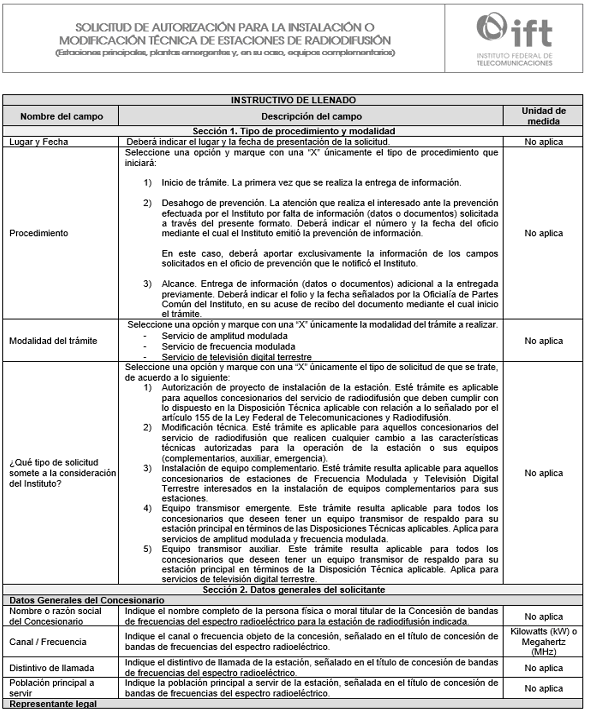 SOLICITUD DE AUTORIZACIÓN PARA LA INSTALACIÓN O
MODIFICACIÓN TÉCNICA DE ESTACIONES DE RADIODIFUSIÓN
(Estaciones principales, plantas emergentes y, en su caso, equipos complementarios)
ift
INSTITUTO FEDERAL DE
TELECOMUNICACIONES
INSTRUCTIVO DE LLENADO
Nombre del campo
Descripción del campo
Unidad de
medida
Sección 1. Tipo de procedimiento y modalidad
Lugar y Fecha
Deberá indicar el lugar y la fecha de presentación de la solicitud.
No aplica
Procedimiento
Seleccione una opción y marque con una "X" únicamente el tipo de procedimiento que
iniciará:
1) Inicio de trámite. La primera vez que se realiza la entrega de información.
2) Desahogo de prevención. La atención que realiza el interesado ante la prevención
efectuada por el Instituto por falta de información (datos o documentos) solicitada
a través del presente formato. Deberá indicar el número y la fecha del oficio
mediante el cual el Instituto emitió la prevención de información.
En este caso, deberá aportar exclusivamente la información de los campos
solicitados en el oficio de prevención que le notificó el Instituto.
3) Alcance. Entrega de información (datos o documentos) adicional a la entregada
previamente. Deberá indicar el folio y la fecha señalados por la Oficialía de Partes
Común del Instituto, en su acuse de recibo del documento mediante el cual inicio
el trámite.
No aplica
Modalidad del trámite
Seleccione una opción y marque con una "X" únicamente la modalidad del trámite a realizar.
- Servicio de amplitud modulada
- Servicio de frecuencia modulada
- Servicio de televisión digital terrestre
No aplica
¿Qué tipo de solicitud
somete a la consideración
del Instituto?
Seleccione una opción y marque con una "X" únicamente el tipo de solicitud de que se trate,
de acuerdo a lo siguiente:
1) Autorización de proyecto de instalación de la estación. Esté trámite es aplicable
para aquellos concesionarios del servicio de radiodifusión que deben cumplir con
lo dispuesto en la Disposición Técnica aplicable con relación a lo señalado por el
artículo 155 de la Ley Federal de Telecomunicaciones y Radiodifusión.
2) Modificación técnica. Esté trámite es aplicable para aquellos concesionarios del
servicio de radiodifusión que realicen cualquier cambio a las características
técnicas autorizadas para la operación de la estación o sus equipos
(complementarios, auxiliar, emergencia).
3) Instalación de equipo complementario. Esté trámite resulta aplicable para aquellos
concesionarios de estaciones de Frecuencia Modulada y Televisión Digital
Terrestre interesados en la instalación de equipos complementarios para sus
estaciones.
4) Equipo transmisor emergente. Este trámite resulta aplicable para todos los
concesionarios que deseen tener un equipo transmisor de respaldo para su
estación principal en términos de las Disposiciones Técnicas aplicables. Aplica para
servicios de amplitud modulada y frecuencia modulada.
5) Equipo transmisor auxiliar. Este trámite resulta aplicable para todos los
concesionarios que deseen tener un equipo transmisor de respaldo para su
estación principal en términos de la Disposición Técnica aplicable. Aplica para
servicios de televisión digital terrestre.
No aplica
Sección 2. Datos generales del solicitante
Datos Generales del Concesionario
Nombre o razón social
del Concesionario
Indique el nombre completo de la persona física o moral titular de la Concesión de bandas
de frecuencias del espectro radioeléctrico para la estación de radiodifusión indicada.
No aplica
Canal / Frecuencia
Indique el canal o frecuencia objeto de la concesión, señalado en el título de concesión de
bandas de frecuencias del espectro radioeléctrico.
Kilowatts (kW) o
Megahertz
(MHz)
Distintivo de llamada
Indique el distintivo de llamada de la estación, señalado en el título de concesión de bandas
de frecuencias del espectro radioeléctrico.
No aplica
Población principal a
servir
Indique la población principal a servir de la estación, señalada en el título de concesión de
bandas de frecuencias del espectro radioeléctrico.
No aplica
Representante legal